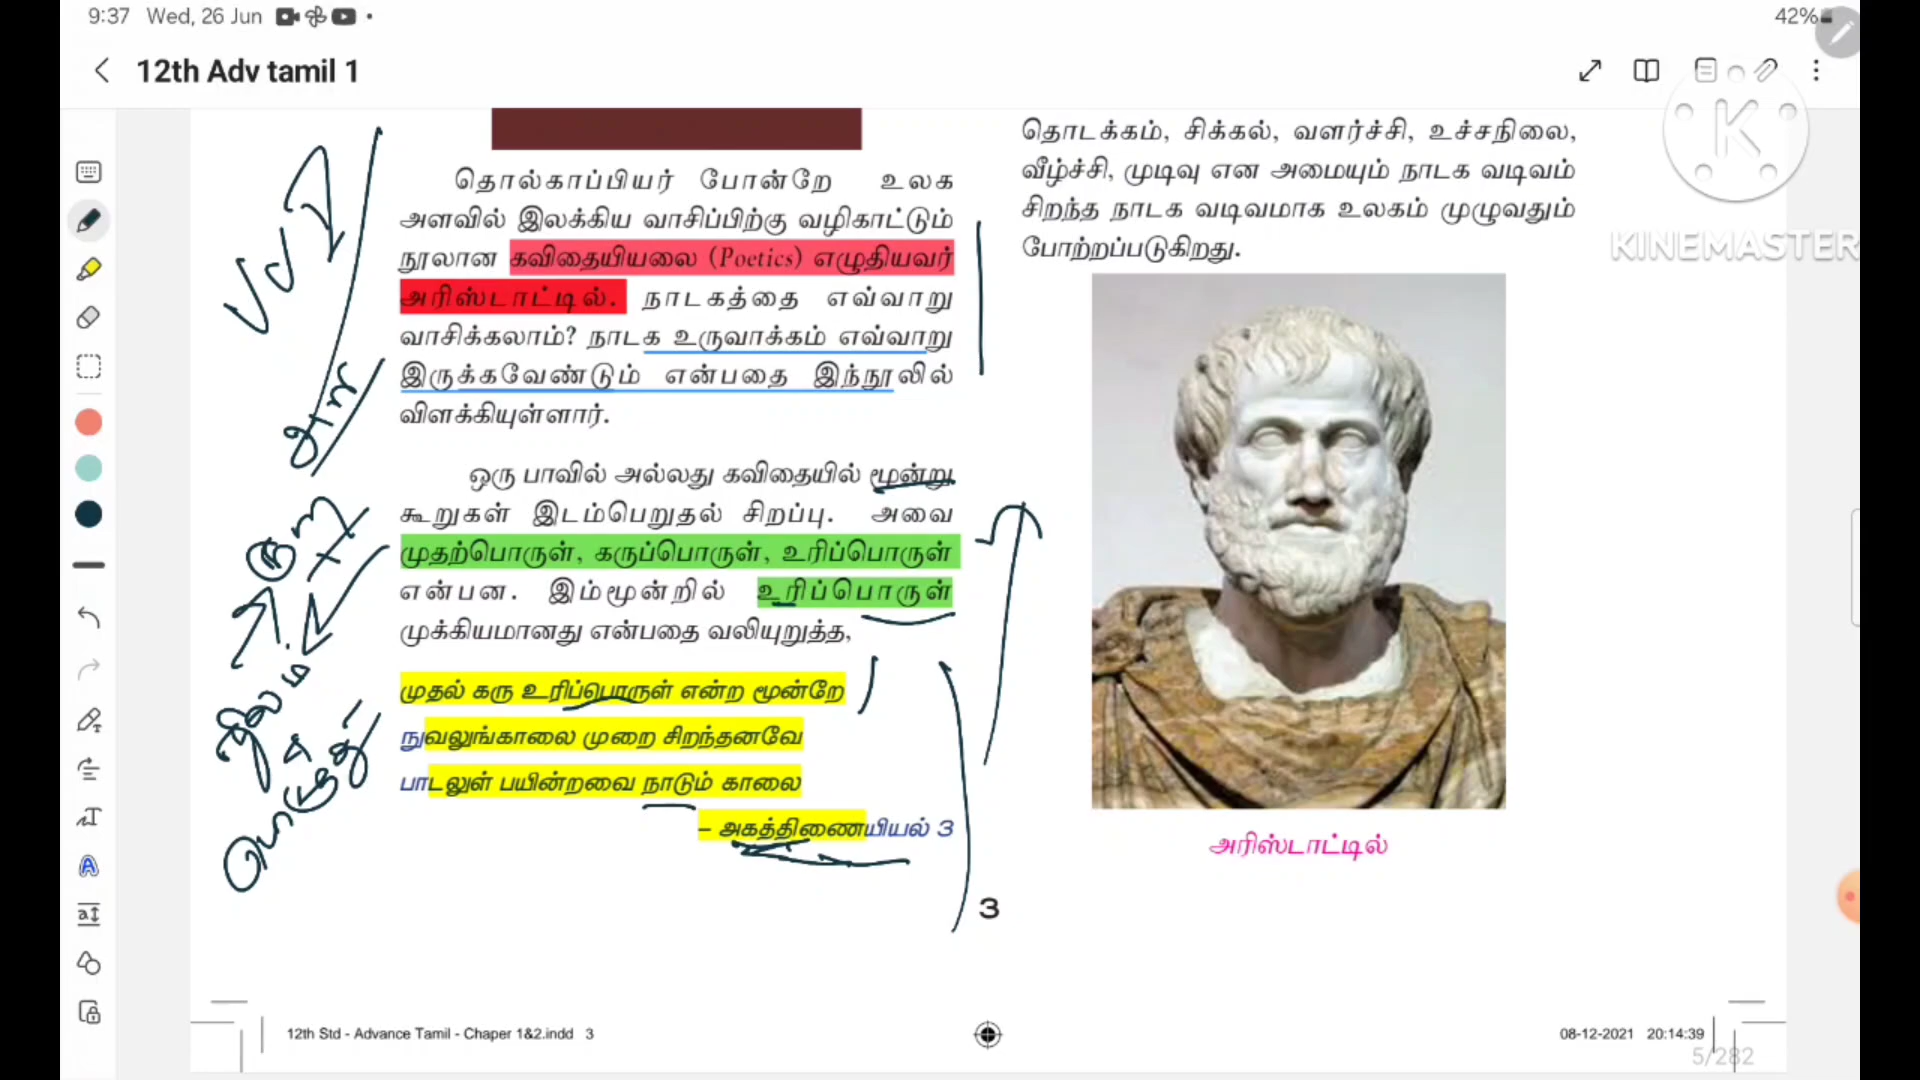 9:37 Wed, 26 Jun
42%
12th Adv tamil 1
தொல்காப்பியர் போன்றே உலக
அளவில் இலக்கிய வாசிப்பிற்கு வழிகாட்டும்
நூலான கவிதையியலை (Poetics) எழுதியவர்
அரிஸ்டாட்டில். நாடகத்தை எவ்வாறு
வாசிக்கலாம்? நாடக உருவாக்கம் எவ்வாறு
இருக்கவேண்டும் என்பதை இந்நூலில்
விளக்கியுள்ளார்.
ஒரு பாவில் அல்லது கவிதையில் மூன்று
கூறுகள் இடம்பெறுதல் சிறப்பு. அவை
முதற்பொருள், கருப்பொருள், உரிப்பொருள்
என்பன. இம்மூன்றில் உரிப்பொருள்
முக்கியமானது என்பதை வலியுறுத்த,
முதல் கரு உரிப்பொருள் என்ற மூன்றே
நுவலுங்காலை முறை சிறந்தனவே
பாடலுள் பயின்றவை நாடும் காலை
– அகத்திணையியல் 3
தொடக்கம், சிக்கல், வளர்ச்சி, உச்சநிலை,
வீழ்ச்சி, முடிவு என அமையும் நாடக வடிவம்
சிறந்த நாடக வடிவமாக உலகம் முழுவதும்
போற்றப்படுகிறது.
அரிஸ்டாட்டில்
3
K
KINEMASTER
12th Std - Advance Tamil - Chaper 1&2.indd 3
08-12-2021 20:14:39
5/282